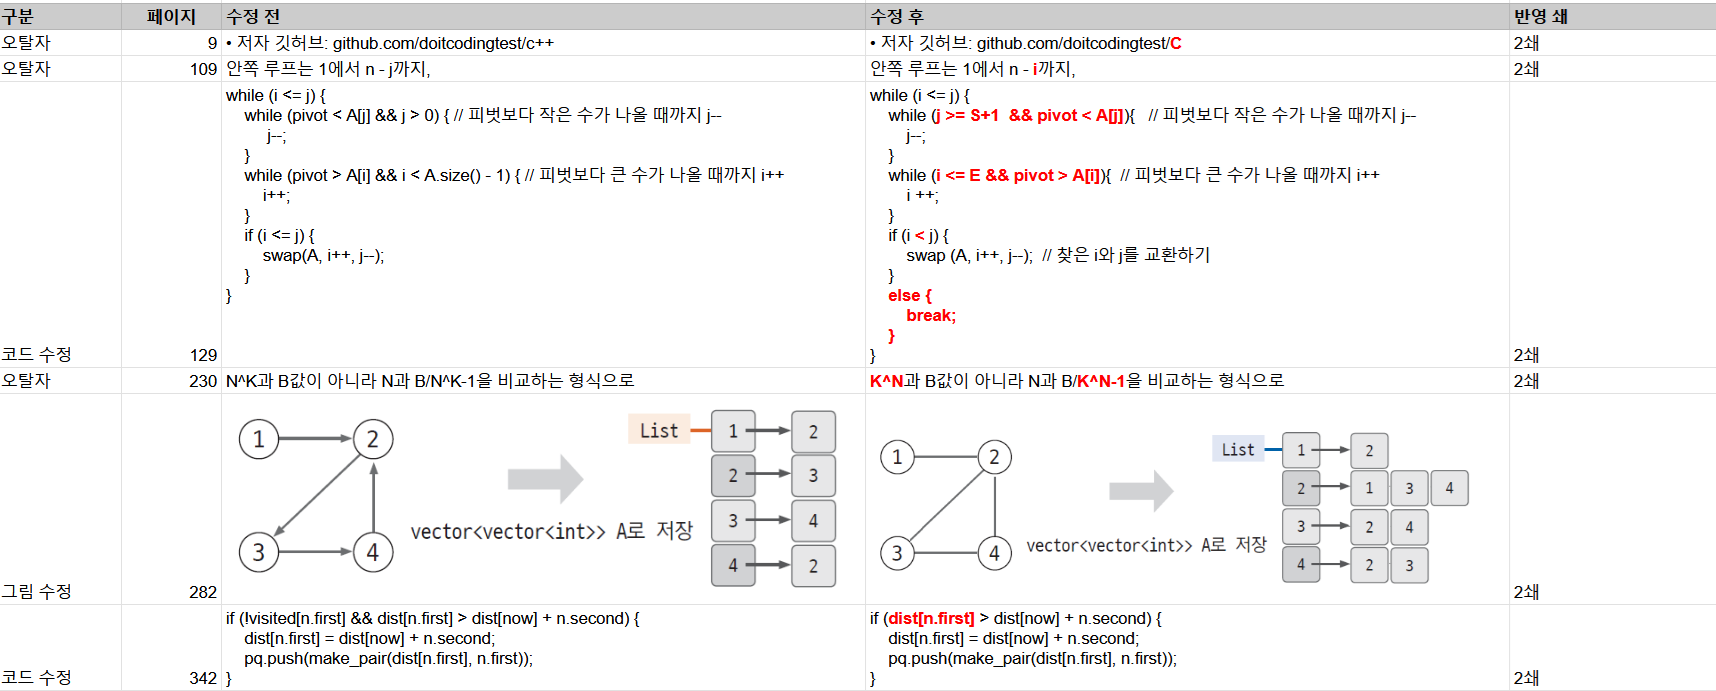 구분 페이지 수정 전 수정 후 반영 쇄
오탈자 9 • 저자 깃허브: github.com/doitcodingtest/c++ • 저자 깃허브: github.com/doitcodingtest/C 2쇄
오탈자 109 안쪽 루프는 1에서 n - j까지, 안쪽 루프는 1에서 n - i까지, 2쇄
while (i <= j) {
while (pivot < A[j] && j > 0) { // 피벗보다 작은 수가 나올 때까지 j--
j--;
}
while (pivot > A[i] && i < A.size() - 1) { // 피벗보다 큰 수가 나올 때까지 i++
i++;
}
if (i <= j) {
swap(A, i++, j--);
}
}
while (i <= j) {
while (j >= S+1 && pivot < A[j]){ // 피벗보다 작은 수가 나올 때까지 j--
j--;
}
while (i <= E && pivot > A[i]){ // 피벗보다 큰 수가 나올 때까지 i++
i ++;
}
if (i < j) {
swap (A, i++, j--); // 찾은 i와 j를 교환하기
}
else {
break;
}
}
코드 수정 129 2쇄
오탈자 230 N^K과 B값이 아니라 N과 B/N^K-1을 비교하는 형식으로 K^N과 B값이 아니라 N과 B/K^N-1을 비교하는 형식으로 2쇄
1 2
3 4
vector<vector<int>> A로 저장
List 1 2
2 3
3 4
4 2
1 2
3 4
vector<vector<int>> A로 저장
List 1 2
2 1 3 4
3 2 4
4 2 3
그림 수정 282 2쇄
if (!visited[n.first] && dist[n.first] > dist[now] + n.second) {
dist[n.first] = dist[now] + n.second;
pq.push(make_pair(dist[n.first], n.first));
}
if (dist[n.first] > dist[now] + n.second) {
dist[n.first] = dist[now] + n.second;
pq.push(make_pair(dist[n.first], n.first));
}
코드 수정 342 2쇄